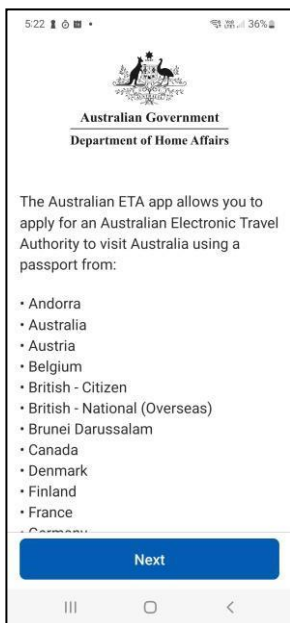 5:22
36%
Australian Government
Department of Home Affairs
The Australian ETA app allows you to
apply for an Australian Electronic Travel
Authority to visit Australia using a
passport from:
• Andorra
• Australia
• Austria
• Belgium
• British - Citizen
• British - National (Overseas)
• Brunei Darussalam
• Canada
• Denmark
• Finland
• France
Next